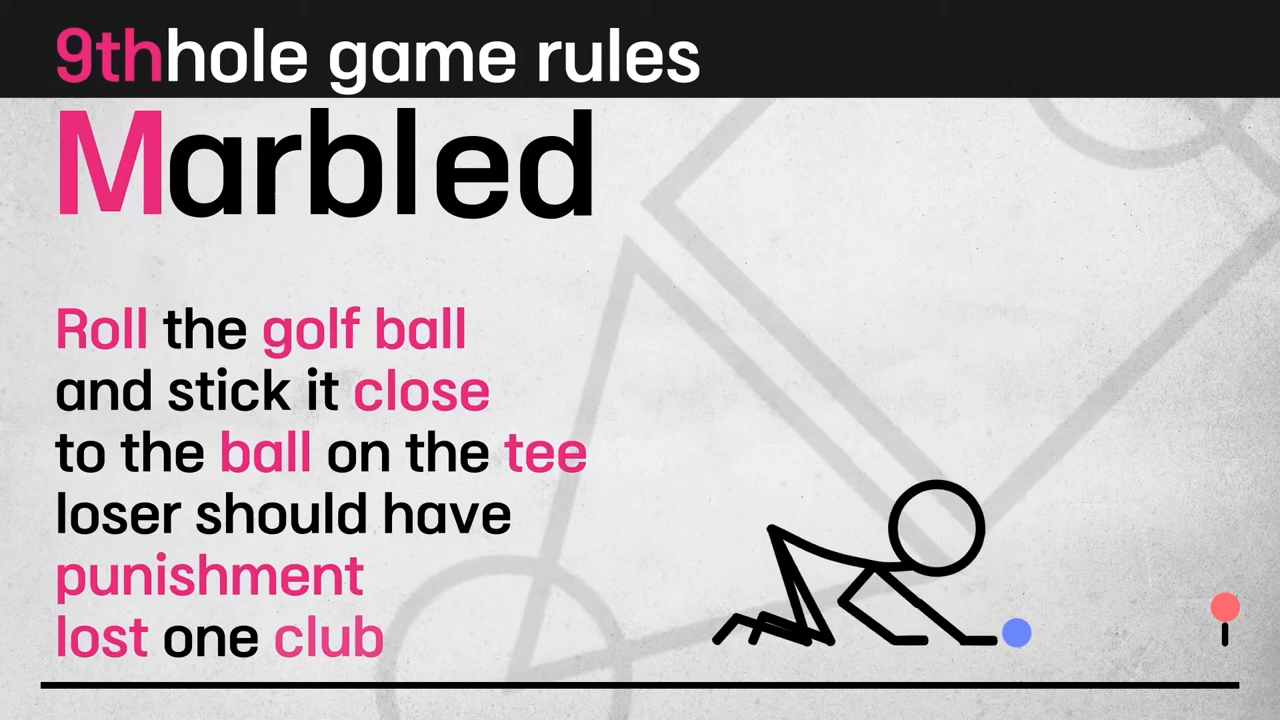 9thhole game rules
Marbled
Roll the golf ball
and stick it close
to the ball on the tee
loser should have
punishment
lost one club